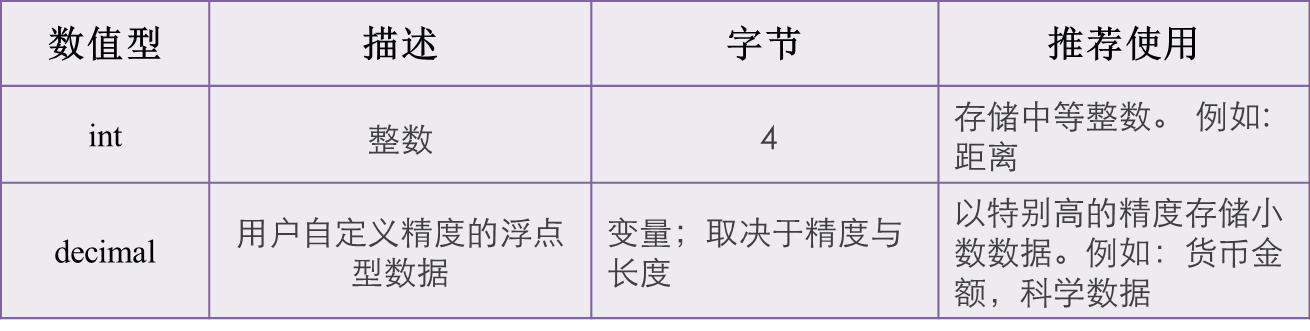 数值型 描述 字节 推荐使用
int 整数 4 存储中等整数。 例如:
距离
decimal 用户自定义精度的浮点
型数据 变量；取决于精度与
长度 以特别高的精度存储小
数数据。例如：货币金
额，科学数据